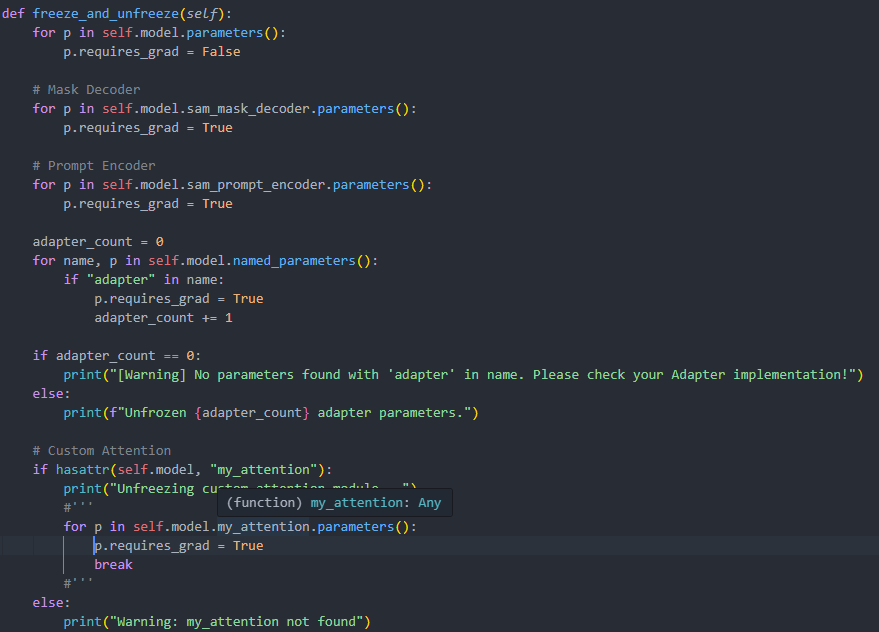 def freeze_and_unfreeze(self):
    for p in self.model.parameters():
        p.requires_grad = False

    # Mask Decoder
    for p in self.model.sam_mask_decoder.parameters():
        p.requires_grad = True

    # Prompt Encoder
    for p in self.model.sam_prompt_encoder.parameters():
        p.requires_grad = True

    adapter_count = 0
    for name, p in self.model.named_parameters():
        if "adapter" in name:
            p.requires_grad = True
            adapter_count += 1

    if adapter_count == 0:
        print("[Warning] No parameters found with 'adapter' in name. Please check your Adapter implementation!")
    else:
        print(f"Unfrozen {adapter_count} adapter parameters.")

    # Custom Attention
    if hasattr(self.model, "my_attention"):
        print("Unfreezing custom attention module...")
        #'''
(function) my_attention: Any
        for p in self.model.my_attention.parameters():
            p.requires_grad = True
            break
        #'''
    else:
        print("Warning: my_attention not found")